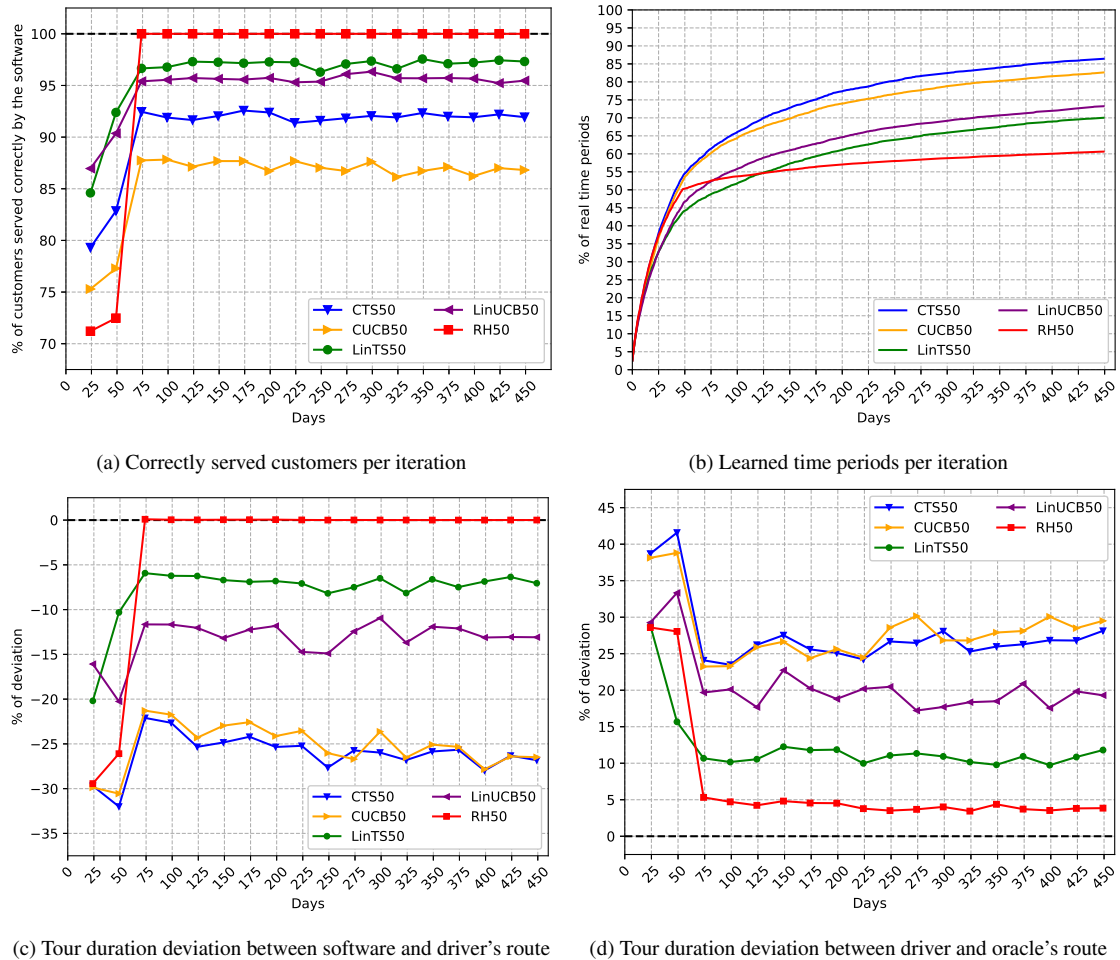 % of customers served correctly by the software
100
95
90
85
80
75
70
0 25 50 75 100 125 150 175 200 225 250 275 300 325 350 375 400 425 450
Days
CTS50
CUCB50
LinTS50
LinUCB50
RH50
(a) Correctly served customers per iteration
% of real time periods
100
95
90
85
80
75
70
65
60
55
50
45
40
35
30
25
20
15
10
5
0
0 25 50 75 100 125 150 175 200 225 250 275 300 325 350 375 400 425 450
Days
CTS50
CUCB50
LinTS50
LinUCB50
RH50
(b) Learned time periods per iteration
% of deviation
0
−5
−10
−15
−20
−25
−30
−35
0 25 50 75 100 125 150 175 200 225 250 275 300 325 350 375 400 425 450
Days
CTS50
CUCB50
LinTS50
LinUCB50
RH50
(c) Tour duration deviation between software and driver's route
% of deviation
45
40
35
30
25
20
15
10
5
0
0 25 50 75 100 125 150 175 200 225 250 275 300 325 350 375 400 425 450
Days
CTS50
CUCB50
LinTS50
LinUCB50
RH50
(d) Tour duration deviation between driver and oracle's route